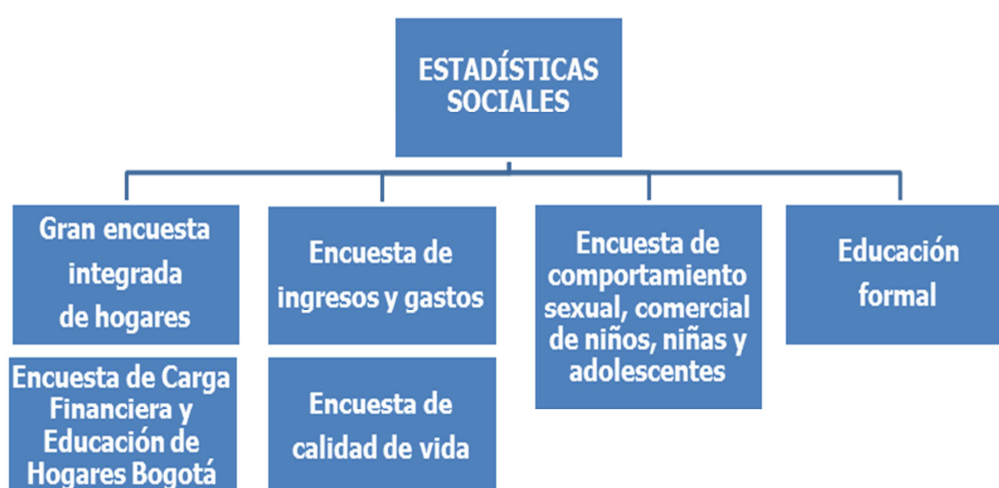 ESTADÍSTICAS
SOCIALES
Gran encuesta
integrada
de hogares
Encuesta de
ingresos y gastos
Encuesta de
comportamiento
sexual, comercial
de niños, niñas y
adolescentes
Educación
formal
Encuesta de Carga
Financiera y
Educación de
Hogares Bogotá
Encuesta de
calidad de vida